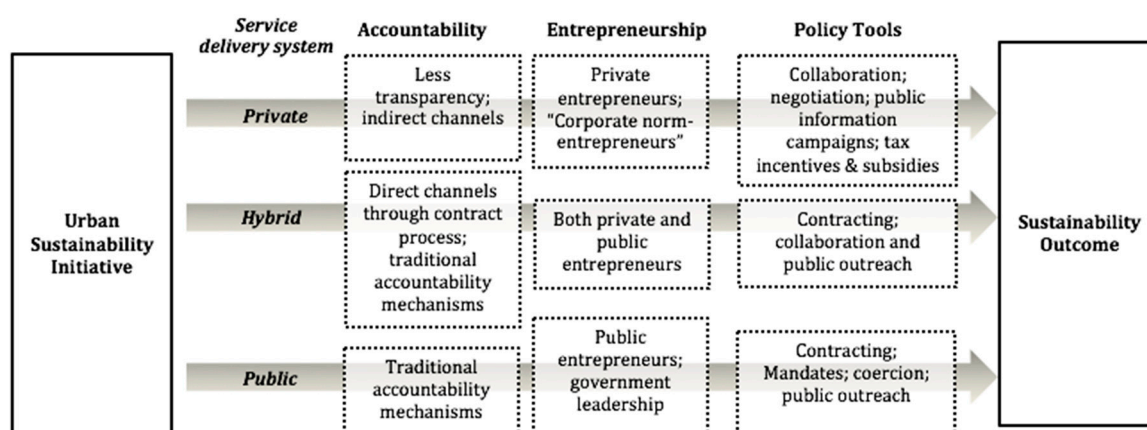 Service
delivery system
Accountability
Entrepreneurship
Policy Tools
Urban
Sustainability
Initiative
Private
Less
transparency;
indirect channels
Private
entrepreneurs;
"Corporate norm-
entrepreneurs"
Collaboration;
negotiation; public
information
campaigns; tax
incentives & subsidies
Hybrid
Direct channels
through contract
process;
traditional
accountability
mechanisms
Both private and
public
entrepreneurs
Contracting;
collaboration and
public outreach
Public
Traditional
accountability
mechanisms
Public
entrepreneurs;
government
leadership
Contracting;
Mandates; coercion;
public outreach
Sustainability
Outcome